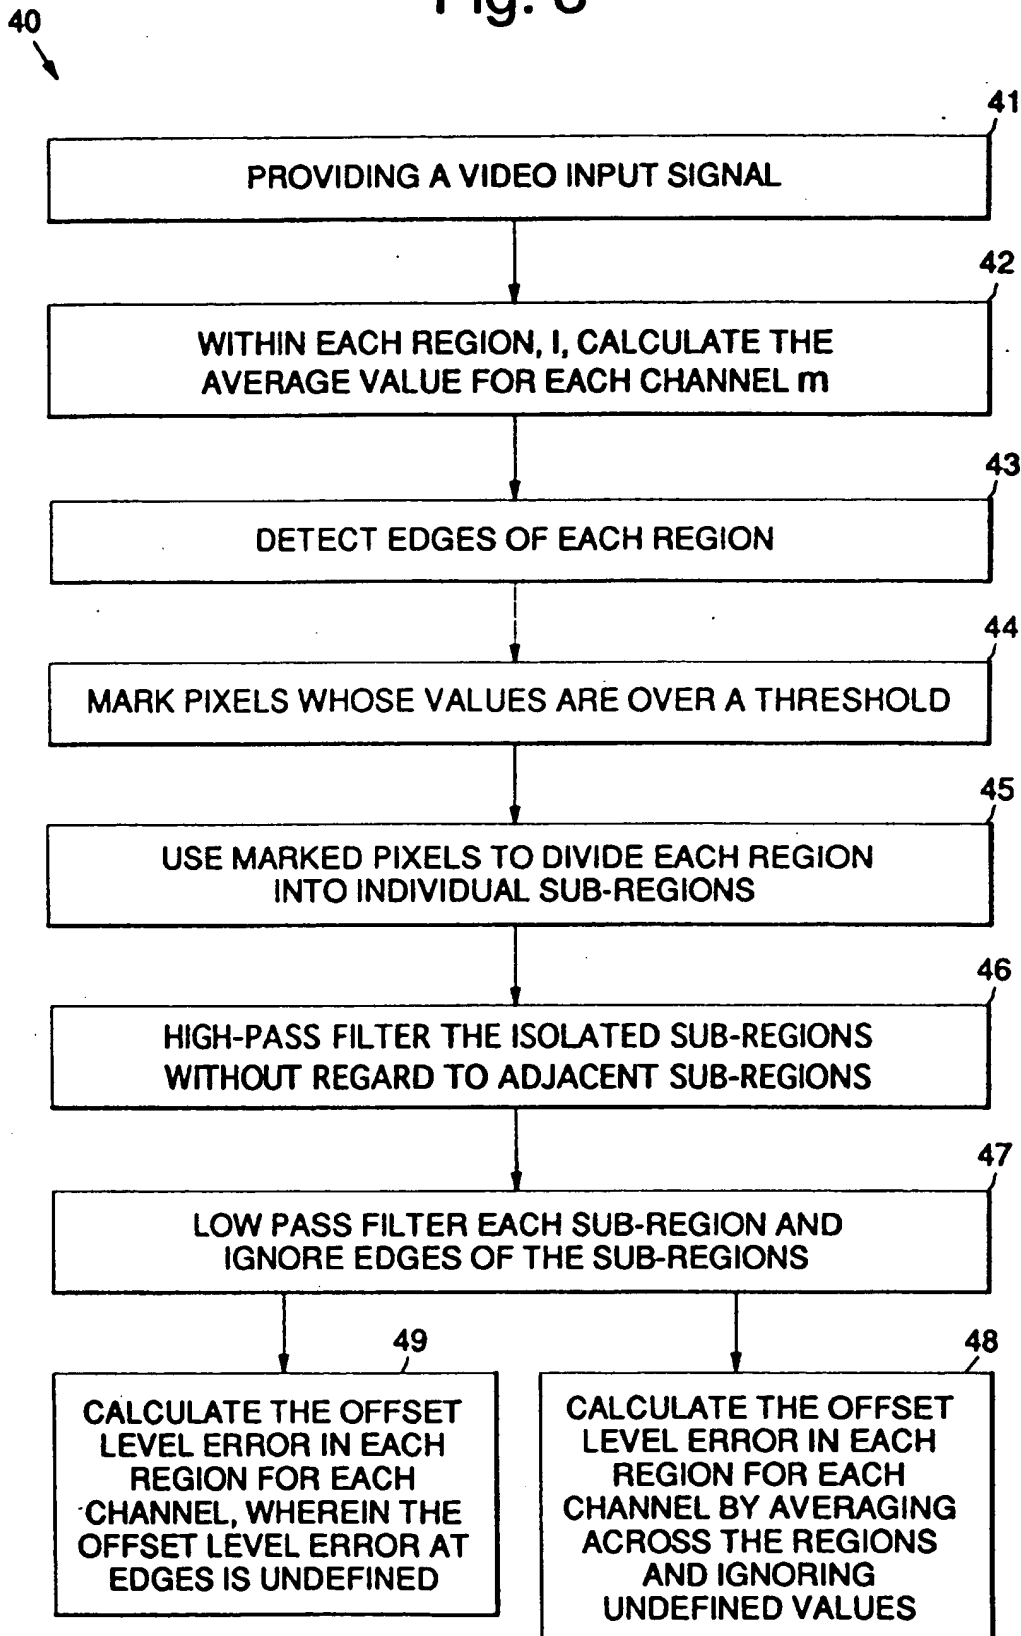 40
41
PROVIDING A VIDEO INPUT SIGNAL
42
WITHIN EACH REGION, I, CALCULATE THE
AVERAGE VALUE FOR EACH CHANNEL m
43
DETECT EDGES OF EACH REGION
44
MARK PIXELS WHOSE VALUES ARE OVER A THRESHOLD
45
USE MARKED PIXELS TO DIVIDE EACH REGION
INTO INDIVIDUAL SUB-REGIONS
46
HIGH-PASS FILTER THE ISOLATED SUB-REGIONS
WITHOUT REGARD TO ADJACENT SUB-REGIONS
47
LOW PASS FILTER EACH SUB-REGION AND
IGNORE EDGES OF THE SUB-REGIONS
49
CALCULATE THE OFFSET
LEVEL ERROR IN EACH
REGION FOR EACH
CHANNEL, WHEREIN THE
OFFSET LEVEL ERROR AT
EDGES IS UNDEFINED
48
CALCULATE THE OFFSET
LEVEL ERROR IN EACH
REGION FOR EACH
CHANNEL BY AVERAGING
ACROSS THE REGIONS
AND IGNORING
UNDEFINED VALUES